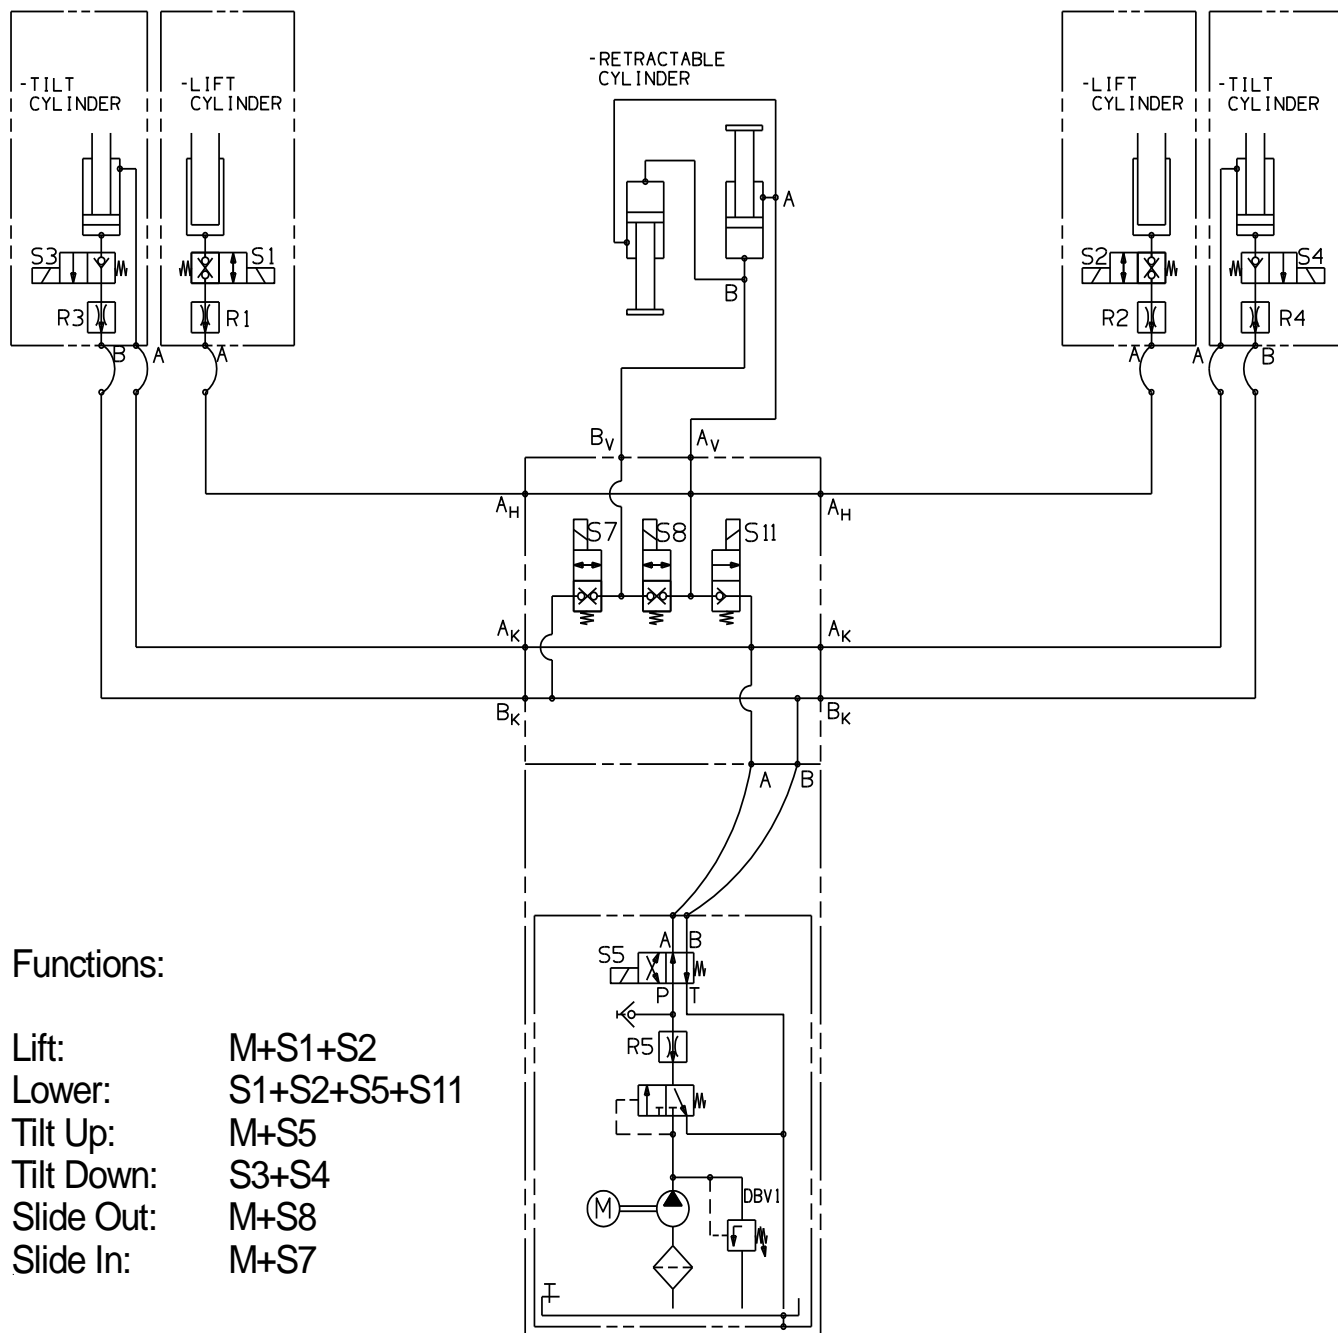 -TILT
CYLINDER
-LIFT
CYLINDER
-RETRACTABLE
CYLINDER
-LIFT
CYLINDER
-TILT
CYLINDER
A
S3
S1
S2
S4
B
R3
R1
R2
R4
B
A
A
A
A
B
BV
AV
AH
AH
S7
S8
S11
AK
AK
BK
BK
A
B
A
B
S5
P
T
R5
DBV1
M
T
Functions:
Lift: M+S1+S2
Lower: S1+S2+S5+S11
Tilt Up: M+S5
Tilt Down: S3+S4
Slide Out: M+S8
Slide In: M+S7